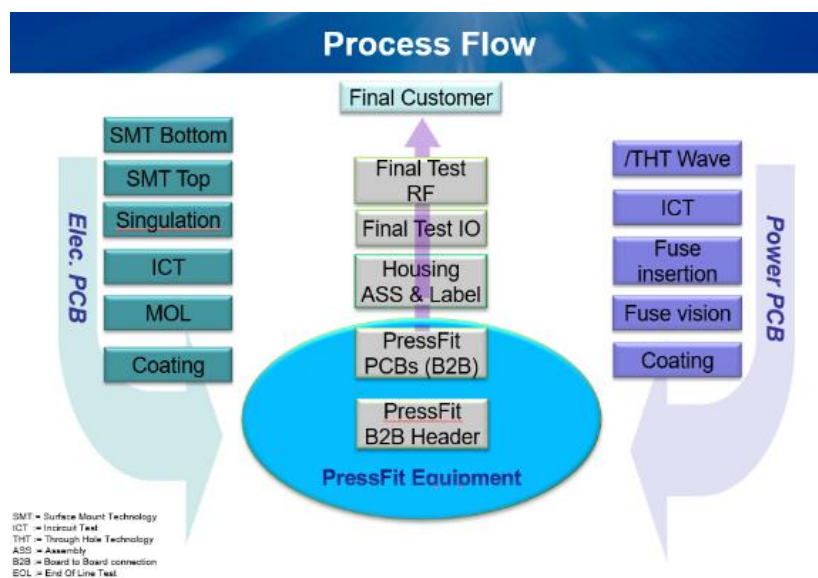 Process Flow
Final Customer
SMT Bottom
SMT Top
Singulation
ICT
MOL
Coating
Elec. PCB
Final Test
RF
Final Test IO
Housing
ASS & Label
PressFit
PCBs (B2B)
PressFit
B2B Header
PressFit Equipment
/THT Wave
ICT
Fuse
insertion
Fuse vision
Coating
Power PCB
SMT := Surface Mount Technology
ICT := Incircuit Test
THT := Through Hole Technology
ASS := Assembly
B2B := Board to Board connection
EOL := End Of Line Test